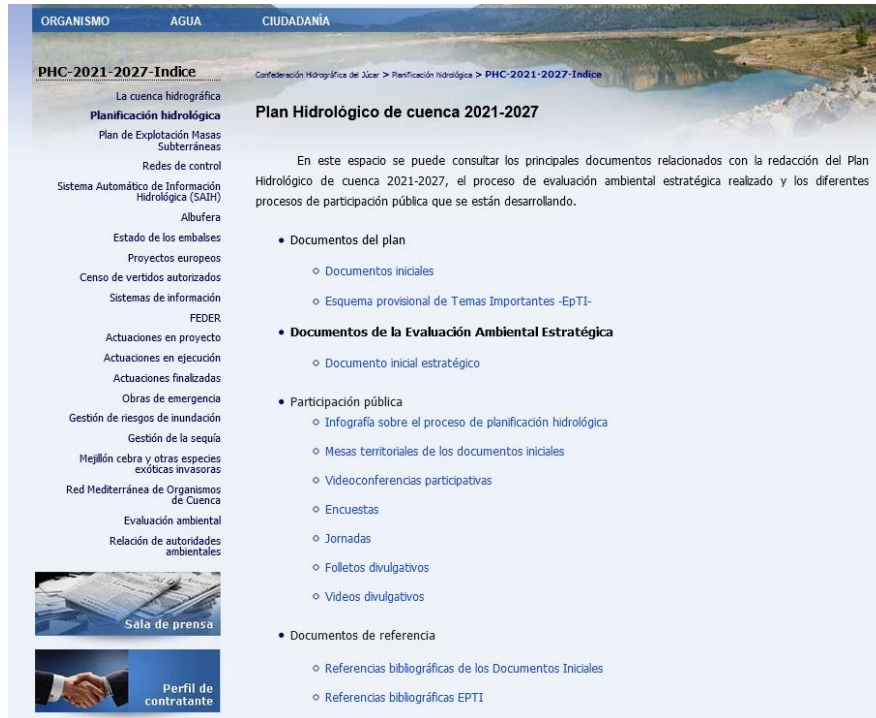 ORGANISMO AGUA CIUDADANÍA
PHC-2021-2027-Indice
La cuenca hidrográfica
Planificación hidrológica
Plan de Explotación Masas
Subterráneas
Redes de control
Sistema Automático de Información
Hidrológica (SAIH)
Albufera
Estado de los embalses
Proyectos europeos
Censo de vertidos autorizados
Sistemas de información
FEDER
Actuaciones en proyecto
Actuaciones en ejecución
Actuaciones finalizadas
Obras de emergencia
Gestión de riesgos de inundación
Gestión de la sequía
Mejillón cebra y otras especies
exóticas invasoras
Red Mediterránea de Organismos
de Cuenca
Evaluación ambiental
Relación de autoridades
ambientales
Sala de prensa
Perfil de
contratante
Confederación Hidrográfica del Júcar > Planificación hidrológica > PHC-2021-2027-Indice
Plan Hidrológico de cuenca 2021-2027
En este espacio se puede consultar los principales documentos relacionados con la redacción del Plan
Hidrológico de cuenca 2021-2027, el proceso de evaluación ambiental estratégica realizado y los diferentes
procesos de participación pública que se están desarrollando.
• Documentos del plan
○ Documentos iniciales
○ Esquema provisional de Temas Importantes -EpTI-
• Documentos de la Evaluación Ambiental Estratégica
○ Documento inicial estratégico
• Participación pública
○ Infografía sobre el proceso de planificación hidrológica
○ Mesas territoriales de los documentos iniciales
○ Videoconferencias participativas
○ Encuestas
○ Jornadas
○ Folletos divulgativos
○ Videos divulgativos
• Documentos de referencia
○ Referencias bibliográficas de los Documentos Iniciales
○ Referencias bibliográficas EPTI